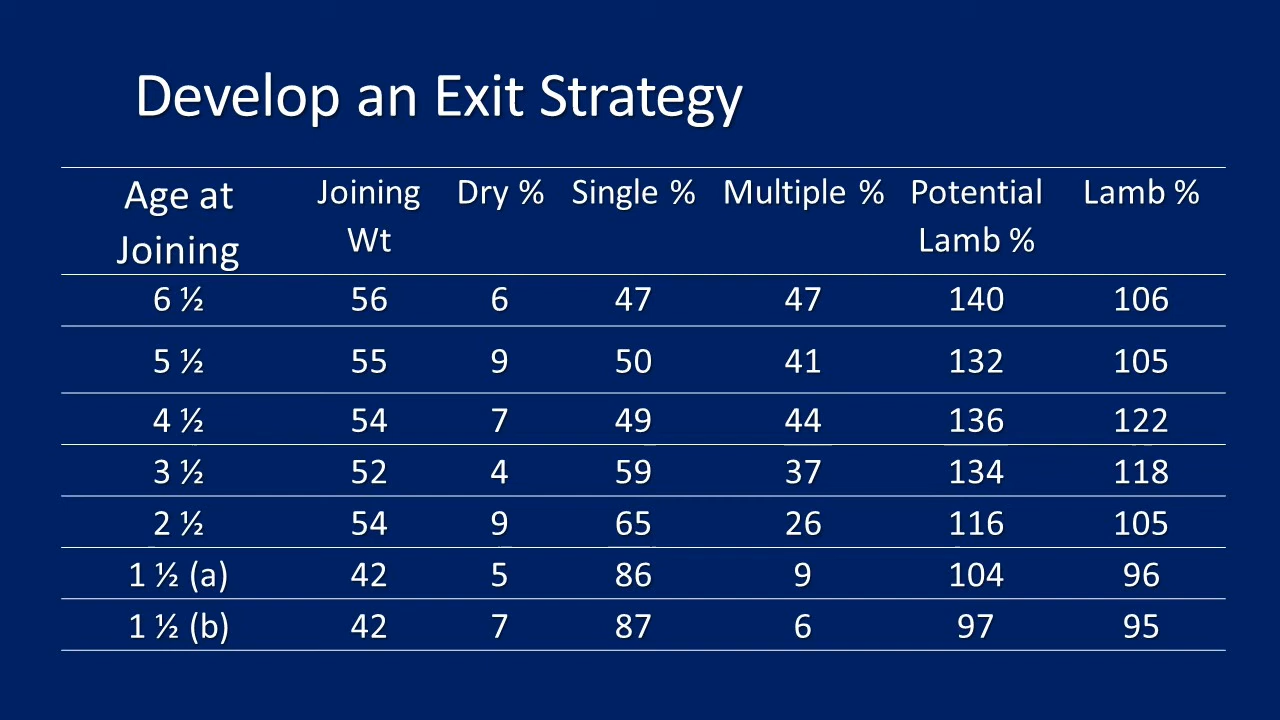 Develop an Exit Strategy
Age at Joining Dry % Single % Multiple % Potential Lamb %
Joining Wt Lamb %
6 ½ 56 6 47 47 140 106
5 ½ 55 9 50 41 132 105
4 ½ 54 7 49 44 136 122
3 ½ 52 4 59 37 134 118
2 ½ 54 9 65 26 116 105
1 ½ (a) 42 5 86 9 104 96
1 ½ (b) 42 7 87 6 97 95